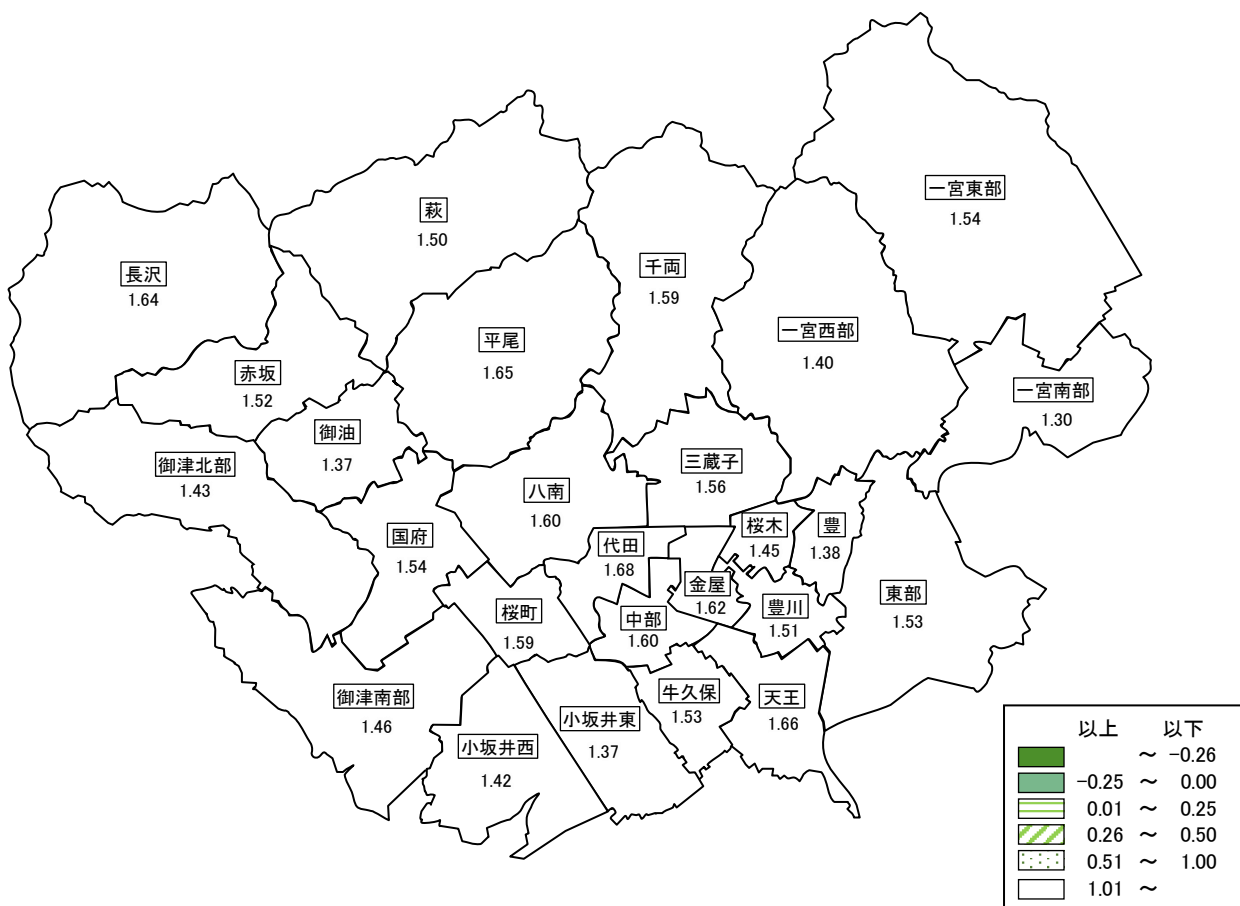 一宮東部
1.54
萩
1.50
千両
1.59
長沢
1.64
一宮西部
1.40
平尾
1.65
赤坂
1.52
一宮南部
1.30
御油
1.37
御津北部
1.43
三蔵子
1.56
八南
1.60
桜木
1.45
豊
1.38
国府
1.54
代田
1.68
金屋
1.62
東部
1.53
桜町
1.59
中部
1.60
豊川
1.51
御津南部
1.46
牛久保
1.53
天王
1.66
小坂井東
1.37
小坂井西
1.42
以上 以下
～ -0.26
-0.25 ～ 0.00
0.01 ～ 0.25
0.26 ～ 0.50
0.51 ～ 1.00
1.01 ～